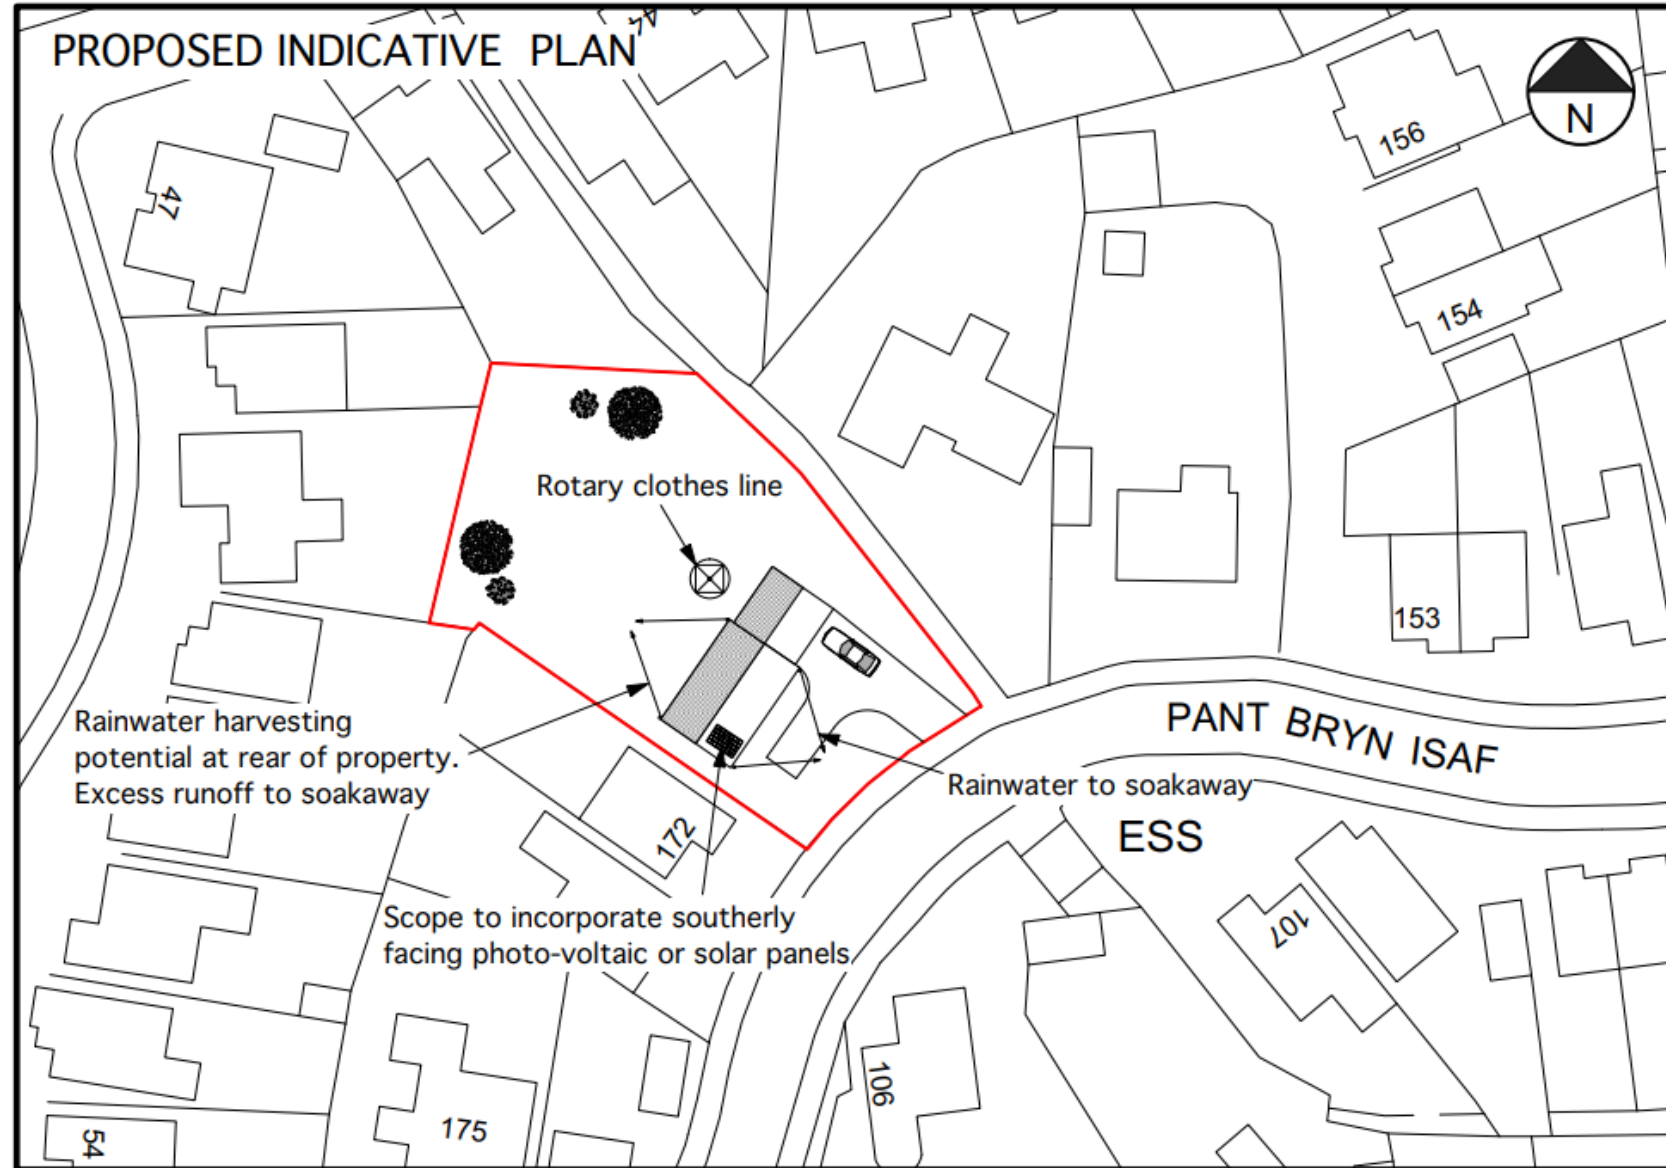 PROPOSED INDICATIVE PLAN
44
N
156
47
154
Rotary clothes line
153
Rainwater harvesting
potential at rear of property.
Excess runoff to soakaway
PANT BRYN ISAF
Rainwater to soakaway
172
ESS
Scope to incorporate southerly
facing photo-voltaic or solar panels
107
106
175
54